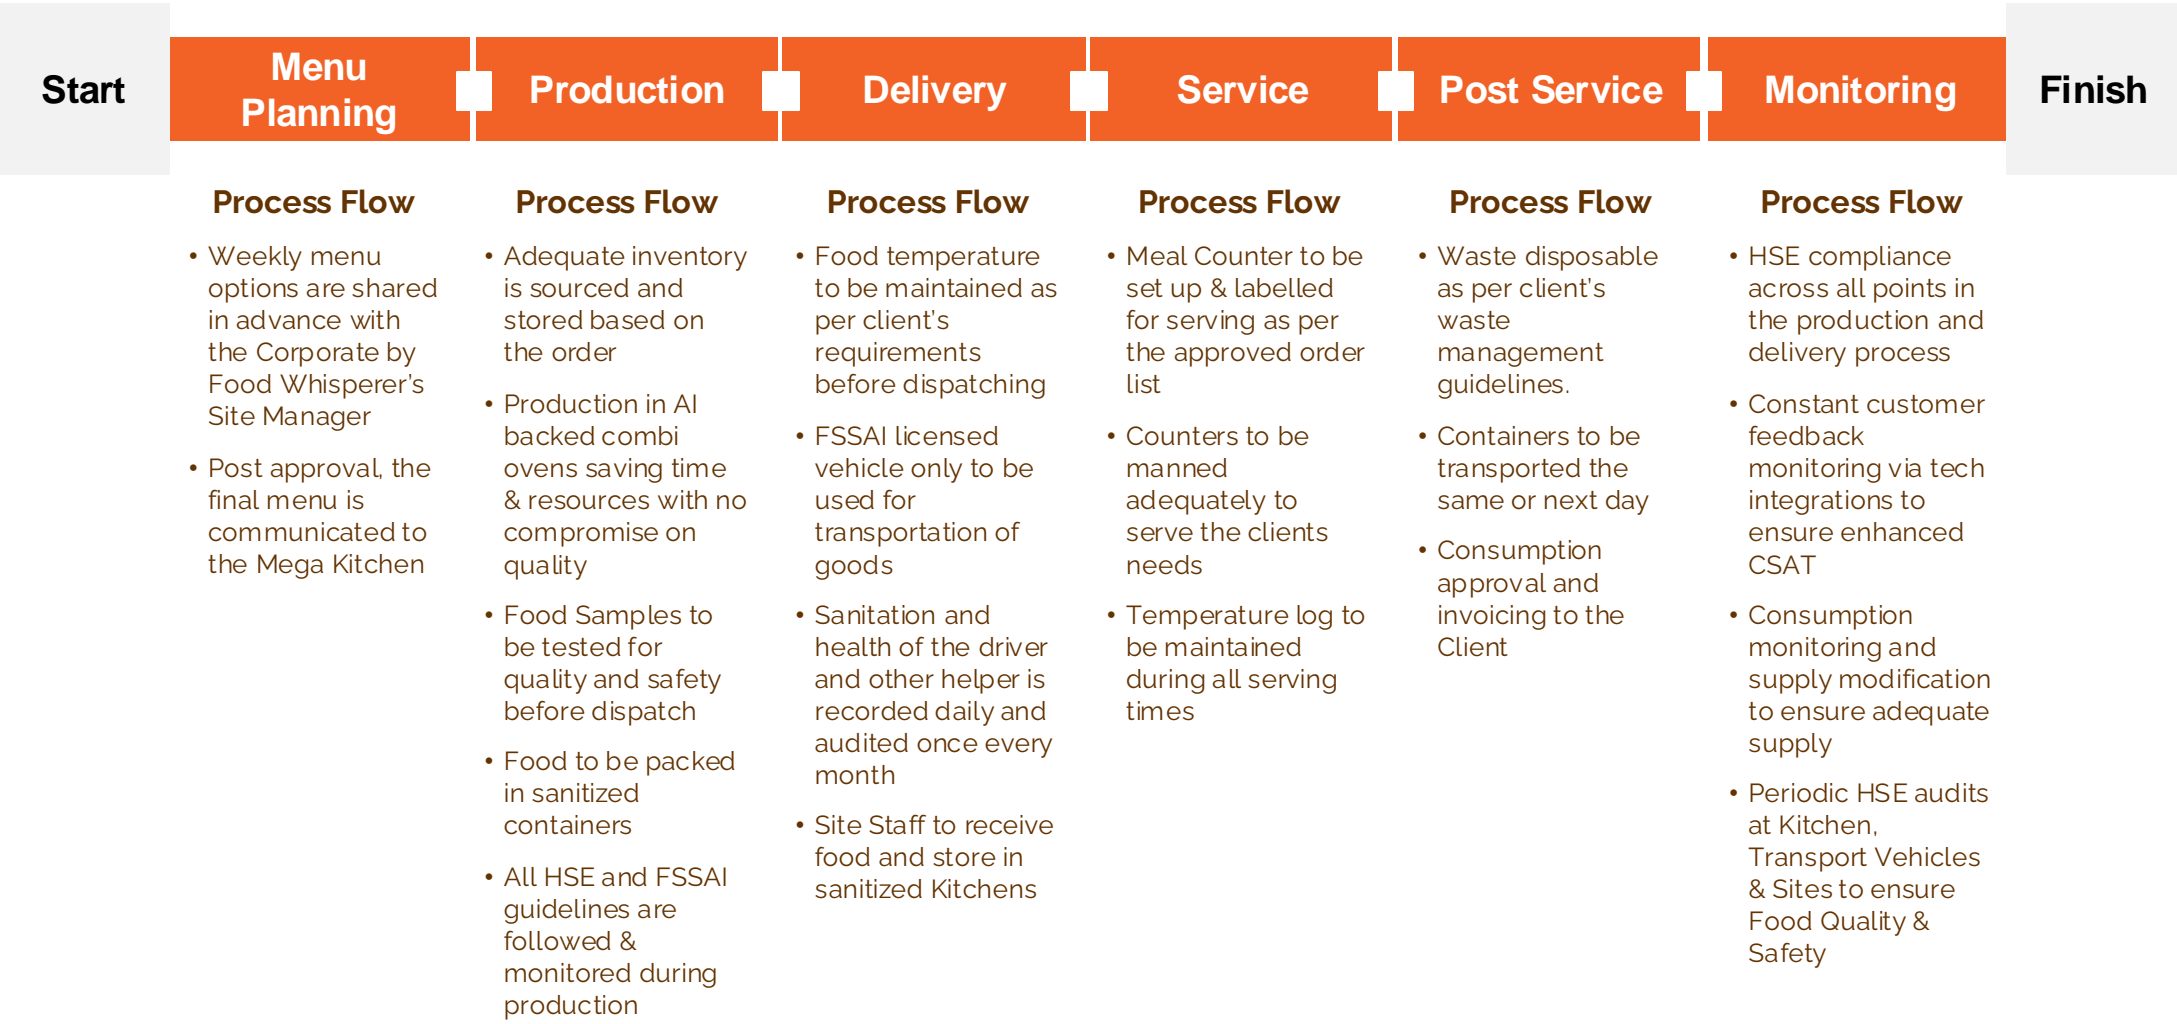 Start
Menu
Planning
Production
Delivery
Service
Post Service
Monitoring
Finish
Process Flow
• Weekly menu
options are shared
in advance with
the Corporate by
Food Whisperer's
Site Manager
• Post approval, the
final menu is
communicated to
the Mega Kitchen
Process Flow
• Adequate inventory
is sourced and
stored based on
the order
• Production in AI
backed combi
ovens saving time
& resources with no
compromise on
quality
• Food Samples to
be tested for
quality and safety
before dispatch
• Food to be packed
in sanitized
containers
• All HSE and FSSAI
guidelines are
followed &
monitored during
production
Process Flow
• Food temperature
to be maintained as
per client's
requirements
before dispatching
• FSSAI licensed
vehicle only to be
used for
transportation of
goods
• Sanitation and
health of the driver
and other helper is
recorded daily and
audited once every
month
• Site Staff to receive
food and store in
sanitized Kitchens
Process Flow
• Meal Counter to be
set up & labelled
for serving as per
the approved order
list
• Counters to be
manned
adequately to
serve the clients
needs
• Temperature log to
be maintained
during all serving
times
Process Flow
• Waste disposable
as per client's
waste
management
guidelines.
• Containers to be
transported the
same or next day
• Consumption
approval and
invoicing to the
Client
Process Flow
• HSE compliance
across all points in
the production and
delivery process
• Constant customer
feedback
monitoring via tech
integrations to
ensure enhanced
CSAT
• Consumption
monitoring and
supply modification
to ensure adequate
supply
• Periodic HSE audits
at Kitchen,
Transport Vehicles
& Sites to ensure
Food Quality &
Safety